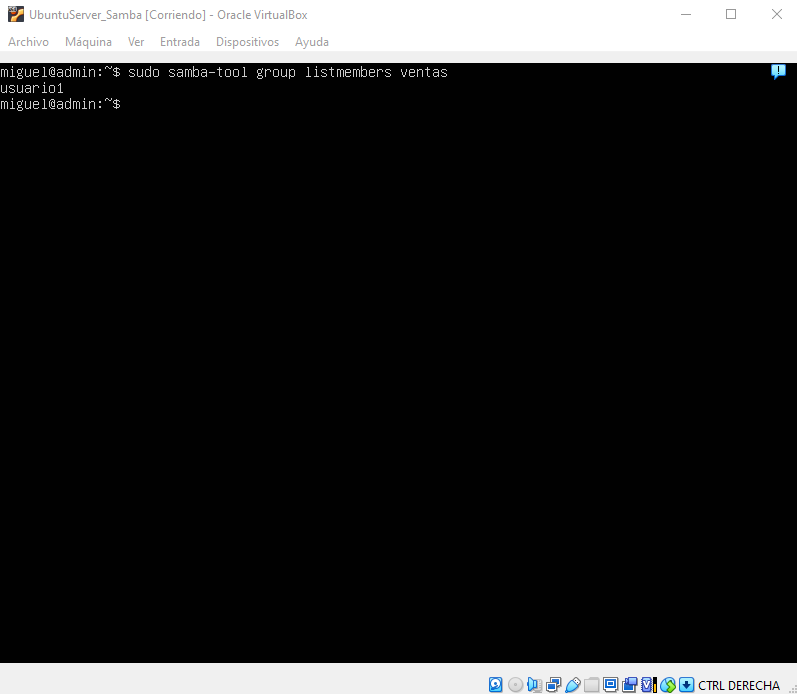 UbuntuServer_Samba [Corriendo] - Oracle VirtualBox
Archivo Máquina Ver Entrada Dispositivos Ayuda
miguel@admin:~$ sudo samba-tool group listmembers ventas
usuario1
miguel@admin:~$
CTRL DERECHA